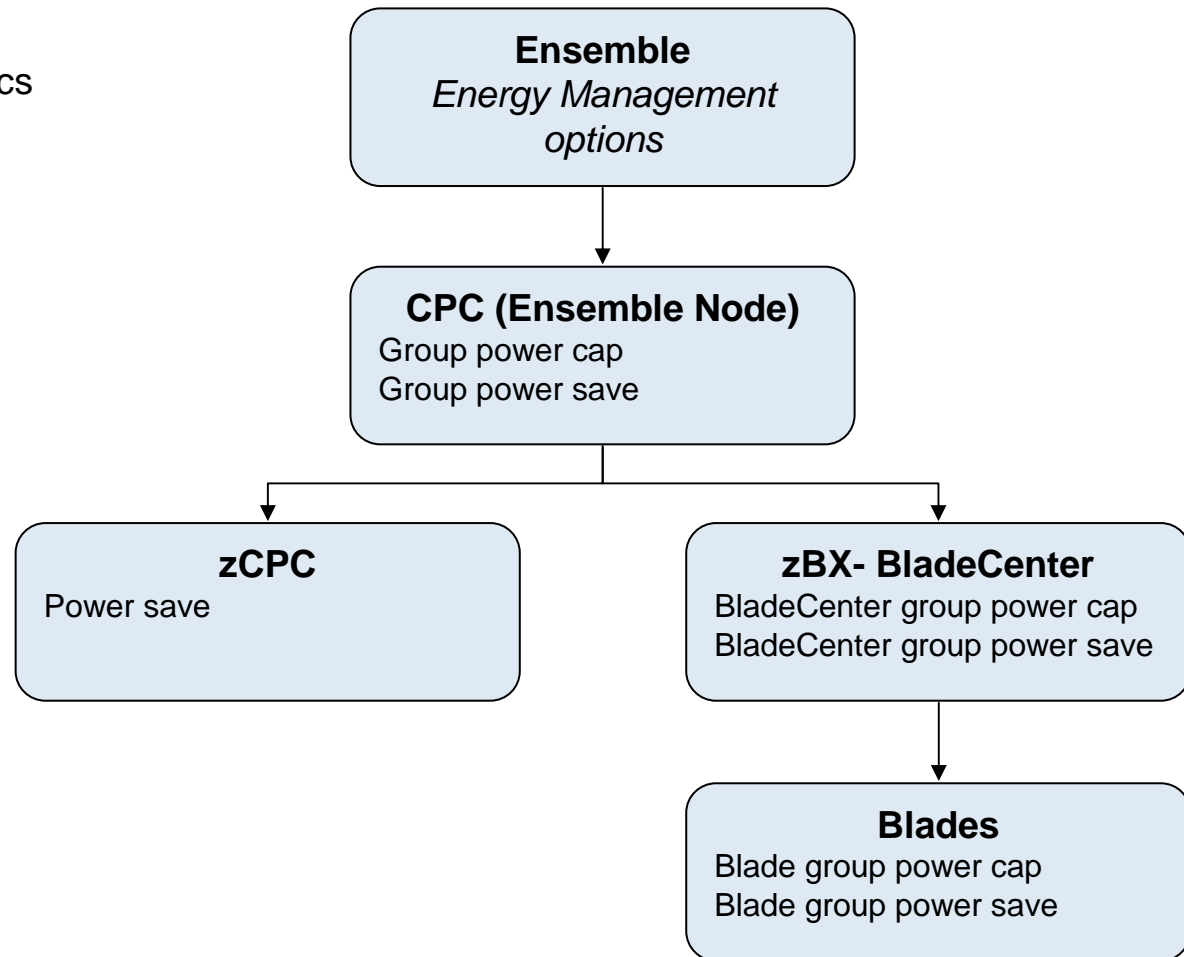 cs
Ensemble
Energy Management
options
CPC (Ensemble Node)
Group power cap
Group power save
zCPC
Power save
zBX- BladeCenter
BladeCenter group power cap
BladeCenter group power save
Blades
Blade group power cap
Blade group power save